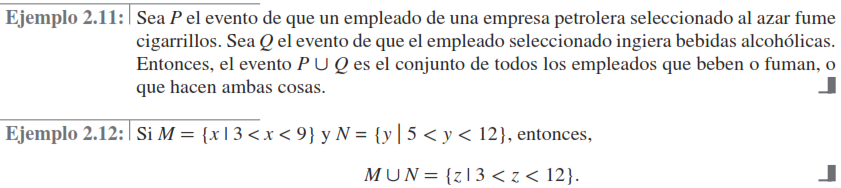 Ejemplo 2.11: Sea P el evento de que un empleado de una empresa petrolera seleccionado al azar fume
cigarrillos. Sea Q el evento de que el empleado seleccionado ingiera bebidas alcohólicas.
Entonces, el evento P ∪ Q es el conjunto de todos los empleados que beben o fuman, o
que hacen ambas cosas.
Ejemplo 2.12: Si M = {x | 3 < x < 9} y N = {y | 5 < y < 12}, entonces,
M ∪ N = {z | 3 < z < 12}.